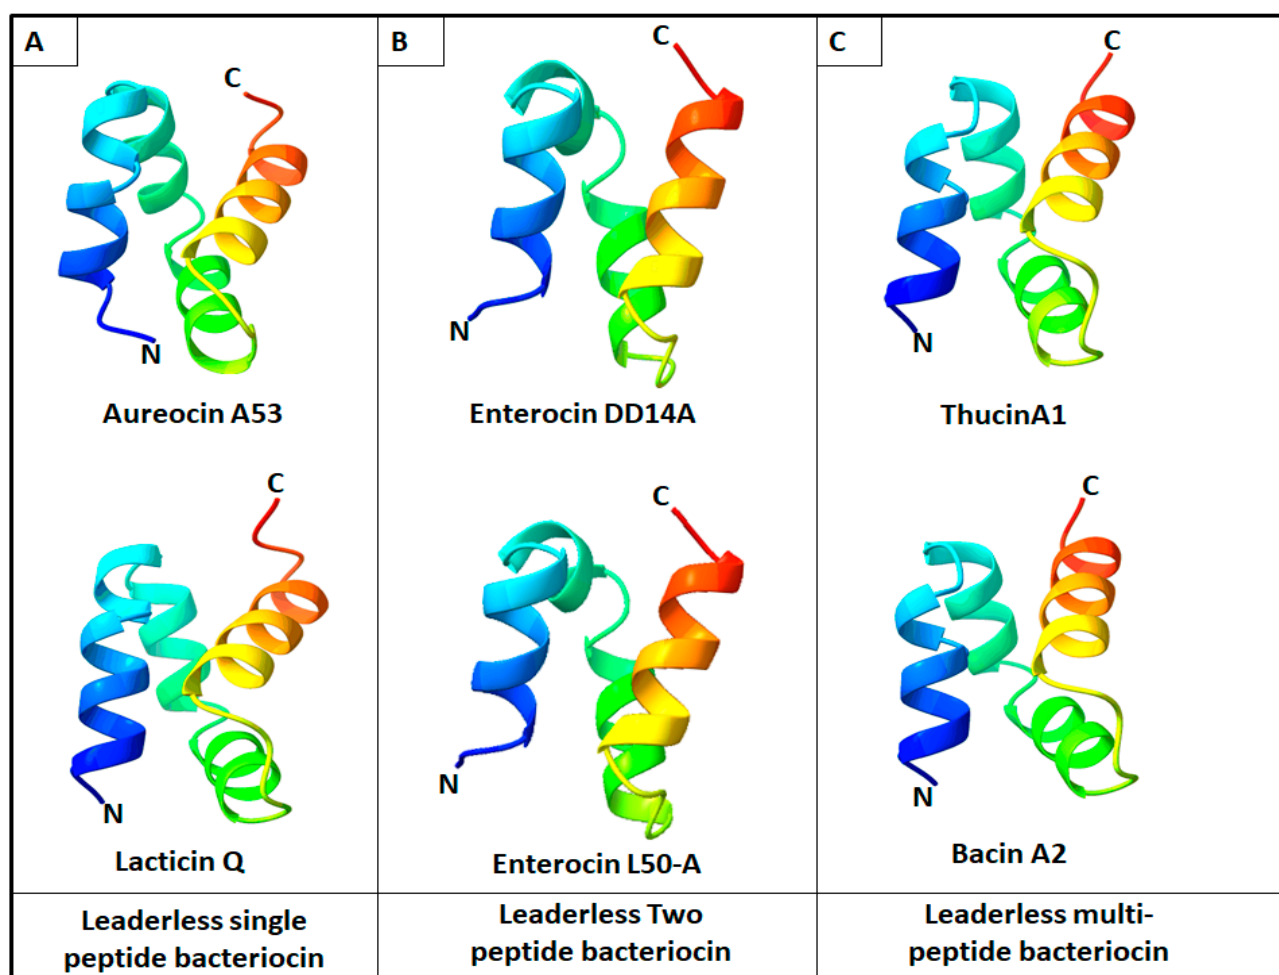 A
C
N
Aureocin A53
C
N
Lacticin Q
Leaderless single
peptide bacteriocin
B
C
N
Enterocin DD14A
C
N
Enterocin L50-A
Leaderless Two
peptide bacteriocin
C
C
N
ThucinA1
C
N
Bacin A2
Leaderless multi-
peptide bacteriocin